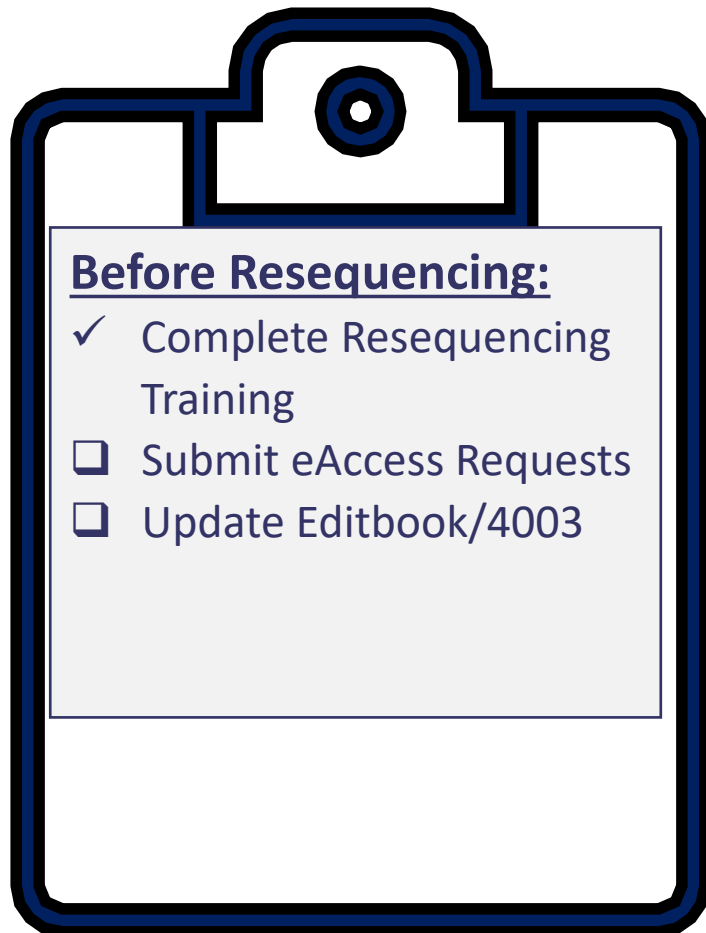 Before Resequencing:
✓ Complete Resequencing
Training
❑ Submit eAccess Requests
❑ Update Editbook/4003